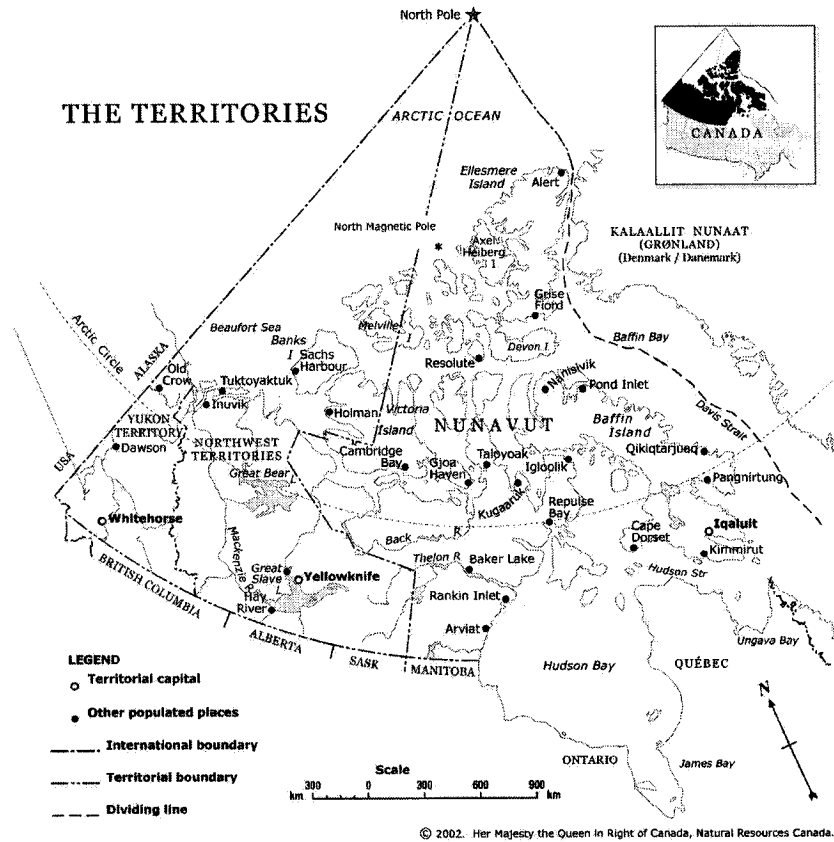 North Pole
THE TERRITORIES
ARCTIC OCEAN
CANADA
Ellesmere
Island
Alert
North Magnetic Pole
Axel
Heiberg
I
KALAALLIT NUNAAT
(GRØNLAND)
(Denmark / Danemark)
Grise
Fiord
Arctic Circle
Beaufort Sea
Melville
I
Banks
I
Sachs
Harbour
Devon I
Resolute
Baffin Bay
ALASKA
Old
Crow
Tuktoyaktuk
Inuvik
Nanisivik
Pond Inlet
Holman
Victoria
Island
NUNAVUT
Baffin
Island
Davis Strait
YUKON
TERRITORY
Dawson
NORTHWEST
TERRITORIES
USA
Great Bear
L
Cambridge
Bay
Gjoa
Haven
Taloyoak
Igloolik
Kugaaruk
Qikiqtarjuaq
Pangnirtung
Repulse
Bay
Whitehorse
Iqaluit
Cape
Dorset
Kimmirut
Hudson Str
Back
R
Thelon R
Baker Lake
Mackenzie R
Great
Slave
L
Yellowknife
Hay
River
Rankin Inlet
Arviat
BRITISH COLUMBIA
ALBERTA
SASK
MANITOBA
Hudson Bay
Ungava Bay
QUÉBEC
ONTARIO
James Bay
N
LEGEND
Territorial capital
Other populated places
International boundary
Territorial boundary
Dividing line
Scale
300 0 300 600 900
km km
© 2002. Her Majesty the Queen in Right of Canada, Natural Resources Canada.